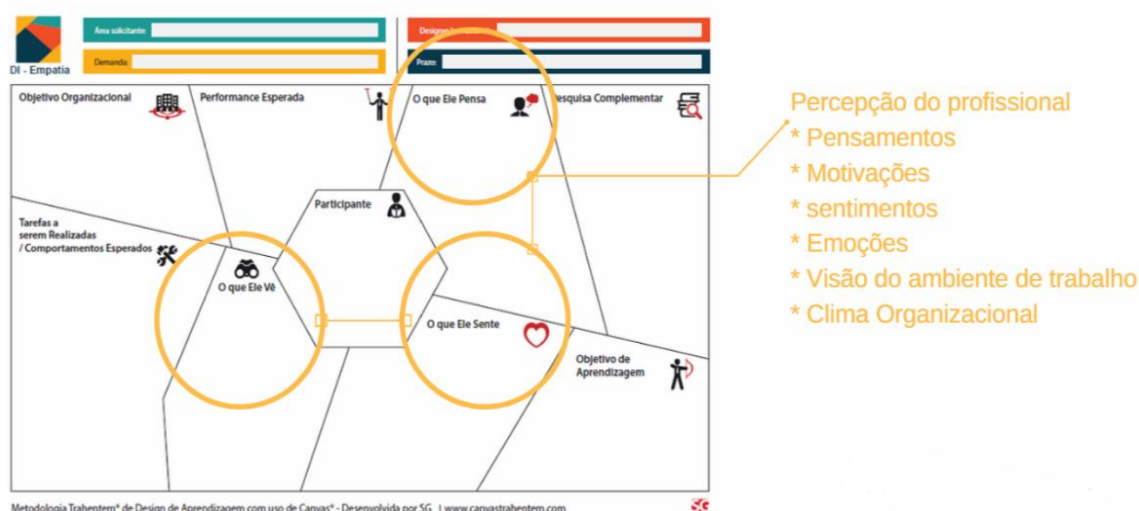 Área solicitante:
Demanda:
Prazo:
DI - Empatia
Objetivo Organizacional
Performance Esperada
O que Ele Pensa
Pesquisa Complementar
Participante
Tarefas a
serem Realizadas
/ Comportamentos Esperados
O que Ele Vê
O que Ele Sente
Objetivo de
Aprendizagem
Percepção do profissional
* Pensamentos
* Motivações
* sentimentos
* Emoções
* Visão do ambiente de trabalho
* Clima Organizacional
Metodologia Trahentem® de Design de Aprendizagem com uso de Canvas® - Desenvolvida por SG | www.canvastrahentem.com
SG